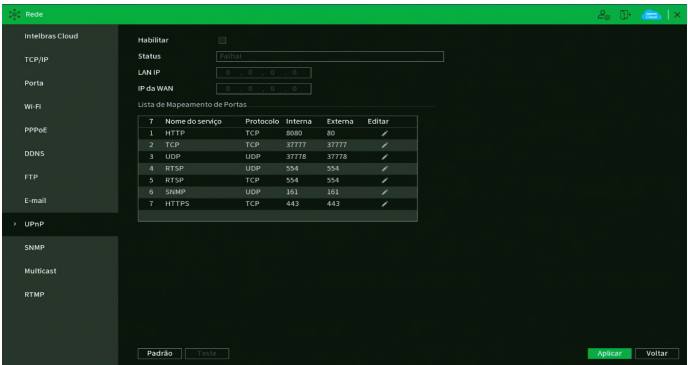 Rede
Intelbras Cloud
TCP/IP
Porta
Wi-Fi
PPPoE
DDNS
FTP
E-mail
UPnP
SNMP
Multicast
RTMP
Habilitar
Status Falha!
LAN IP 0 . 0 . 0 . 0
IP da WAN 0 . 0 . 0 . 0
Lista de Mapeamento de Portas
7 Nome do serviço Protocolo Interna Externa Editar
1 HTTP TCP 8080 80
2 TCP TCP 37777 37777
3 UDP UDP 37778 37778
4 RTSP UDP 554 554
5 RTSP TCP 554 554
6 SNMP UDP 161 161
7 HTTPS TCP 443 443
Padrão Teste Aplicar Voltar